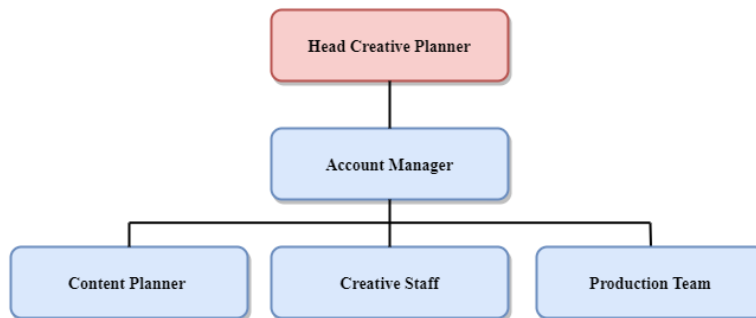 Head Creative Planner
Account Manager
Content Planner
Creative Staff
Production Team